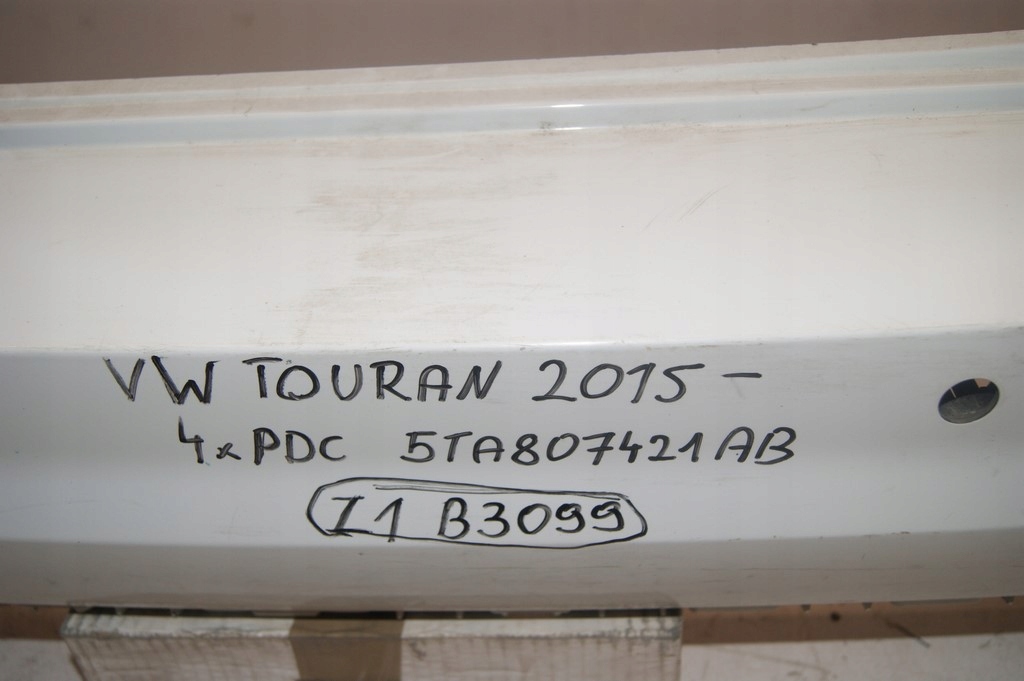 VW TOURAN 2015 -
4x PDC 5TA807421AB
I1 B3099